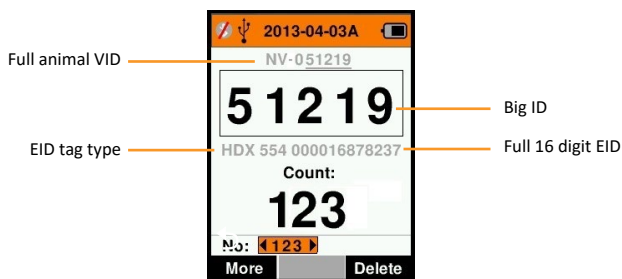 2013-04-03A
Full animal VID
NV-051219
51219
Big ID
EID tag type
HDX 554 000016878237
Full 16 digit EID
Count:
123
No: 123
More Delete